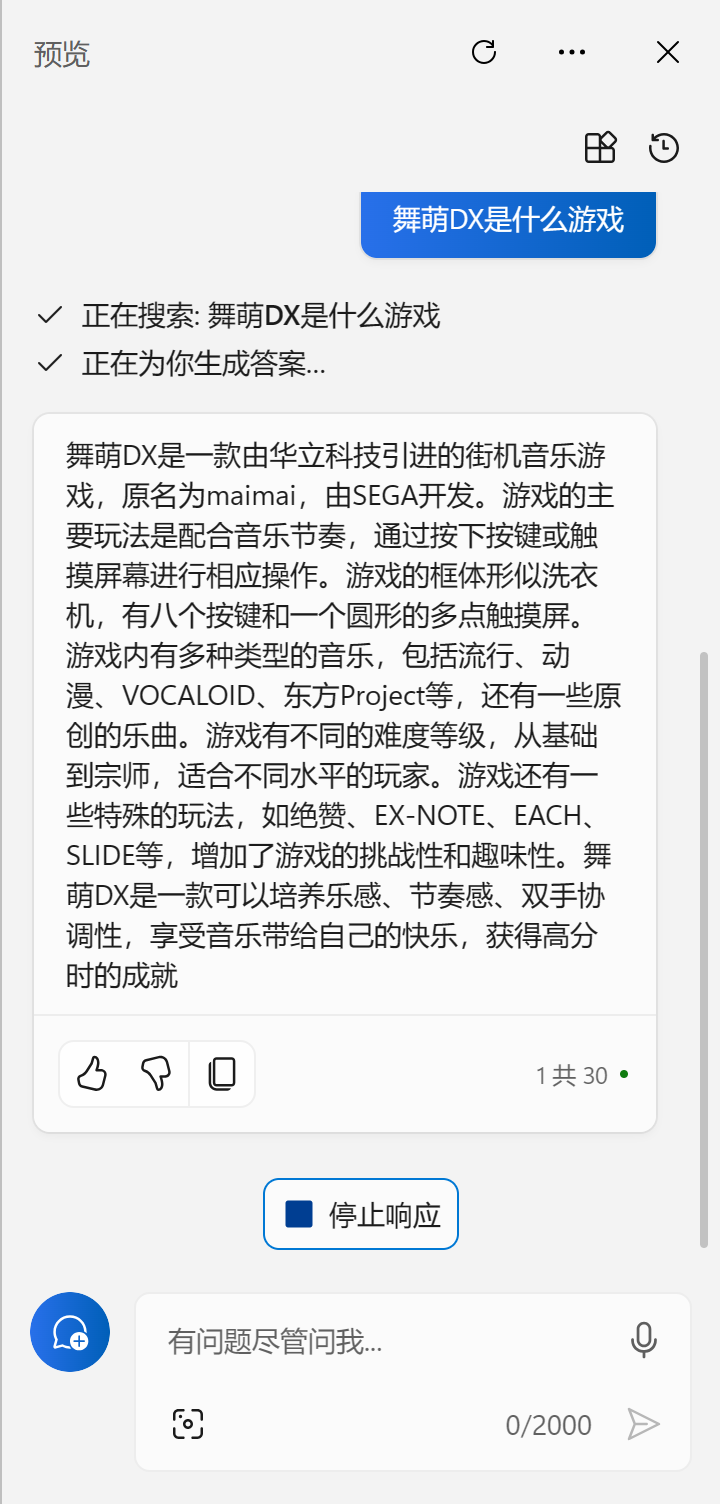 预览
舞萌DX是什么游戏
正在搜索: 舞萌DX是什么游戏
正在为你生成答案...
舞萌DX是一款由华立科技引进的街机音乐游
戏，原名为maimai，由SEGA开发。游戏的主
要玩法是配合音乐节奏，通过按下按键或触
摸屏幕进行相应操作。游戏的框体形似洗衣
机，有八个按键和一个圆形的多点触摸屏。
游戏内有多种类型的音乐，包括流行、动
漫、VOCALOID、东方Project等，还有一些原
创的乐曲。游戏有不同的难度等级，从基础
到宗师，适合不同水平的玩家。游戏还有一
些特殊的玩法，如绝赞、EX-NOTE、EACH、
SLIDE等，增加了游戏的挑战性和趣味性。舞
萌DX是一款可以培养乐感、节奏感、双手协
调性，享受音乐带给自己的快乐，获得高分
时的成就
1 共 30
停止响应
有问题尽管问我...
0/2000